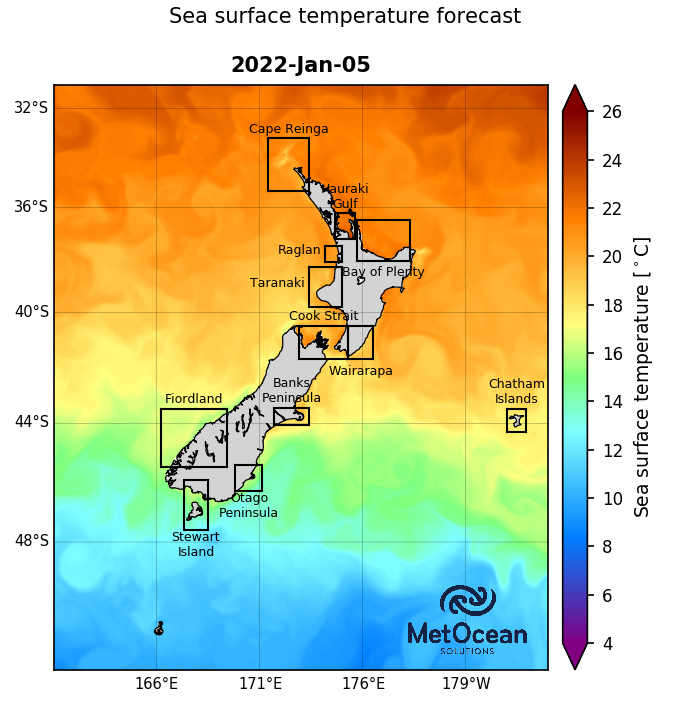 Sea surface temperature forecast
2022-Jan-05
32°S
36°S
40°S
44°S
48°S
Cape Reinga
Hauraki
Gulf
Raglan
Bay of Plenty
Taranaki
Cook Strait
Wairarapa
Banks
Peninsula
Chatham
Islands
Fiordland
Otago
Peninsula
Stewart
Island
MetOcean
SOLUTIONS
166°E
171°E
176°E
179°W
26
24
22
20
18
16
14
12
10
8
6
4
Sea surface temperature [°C]